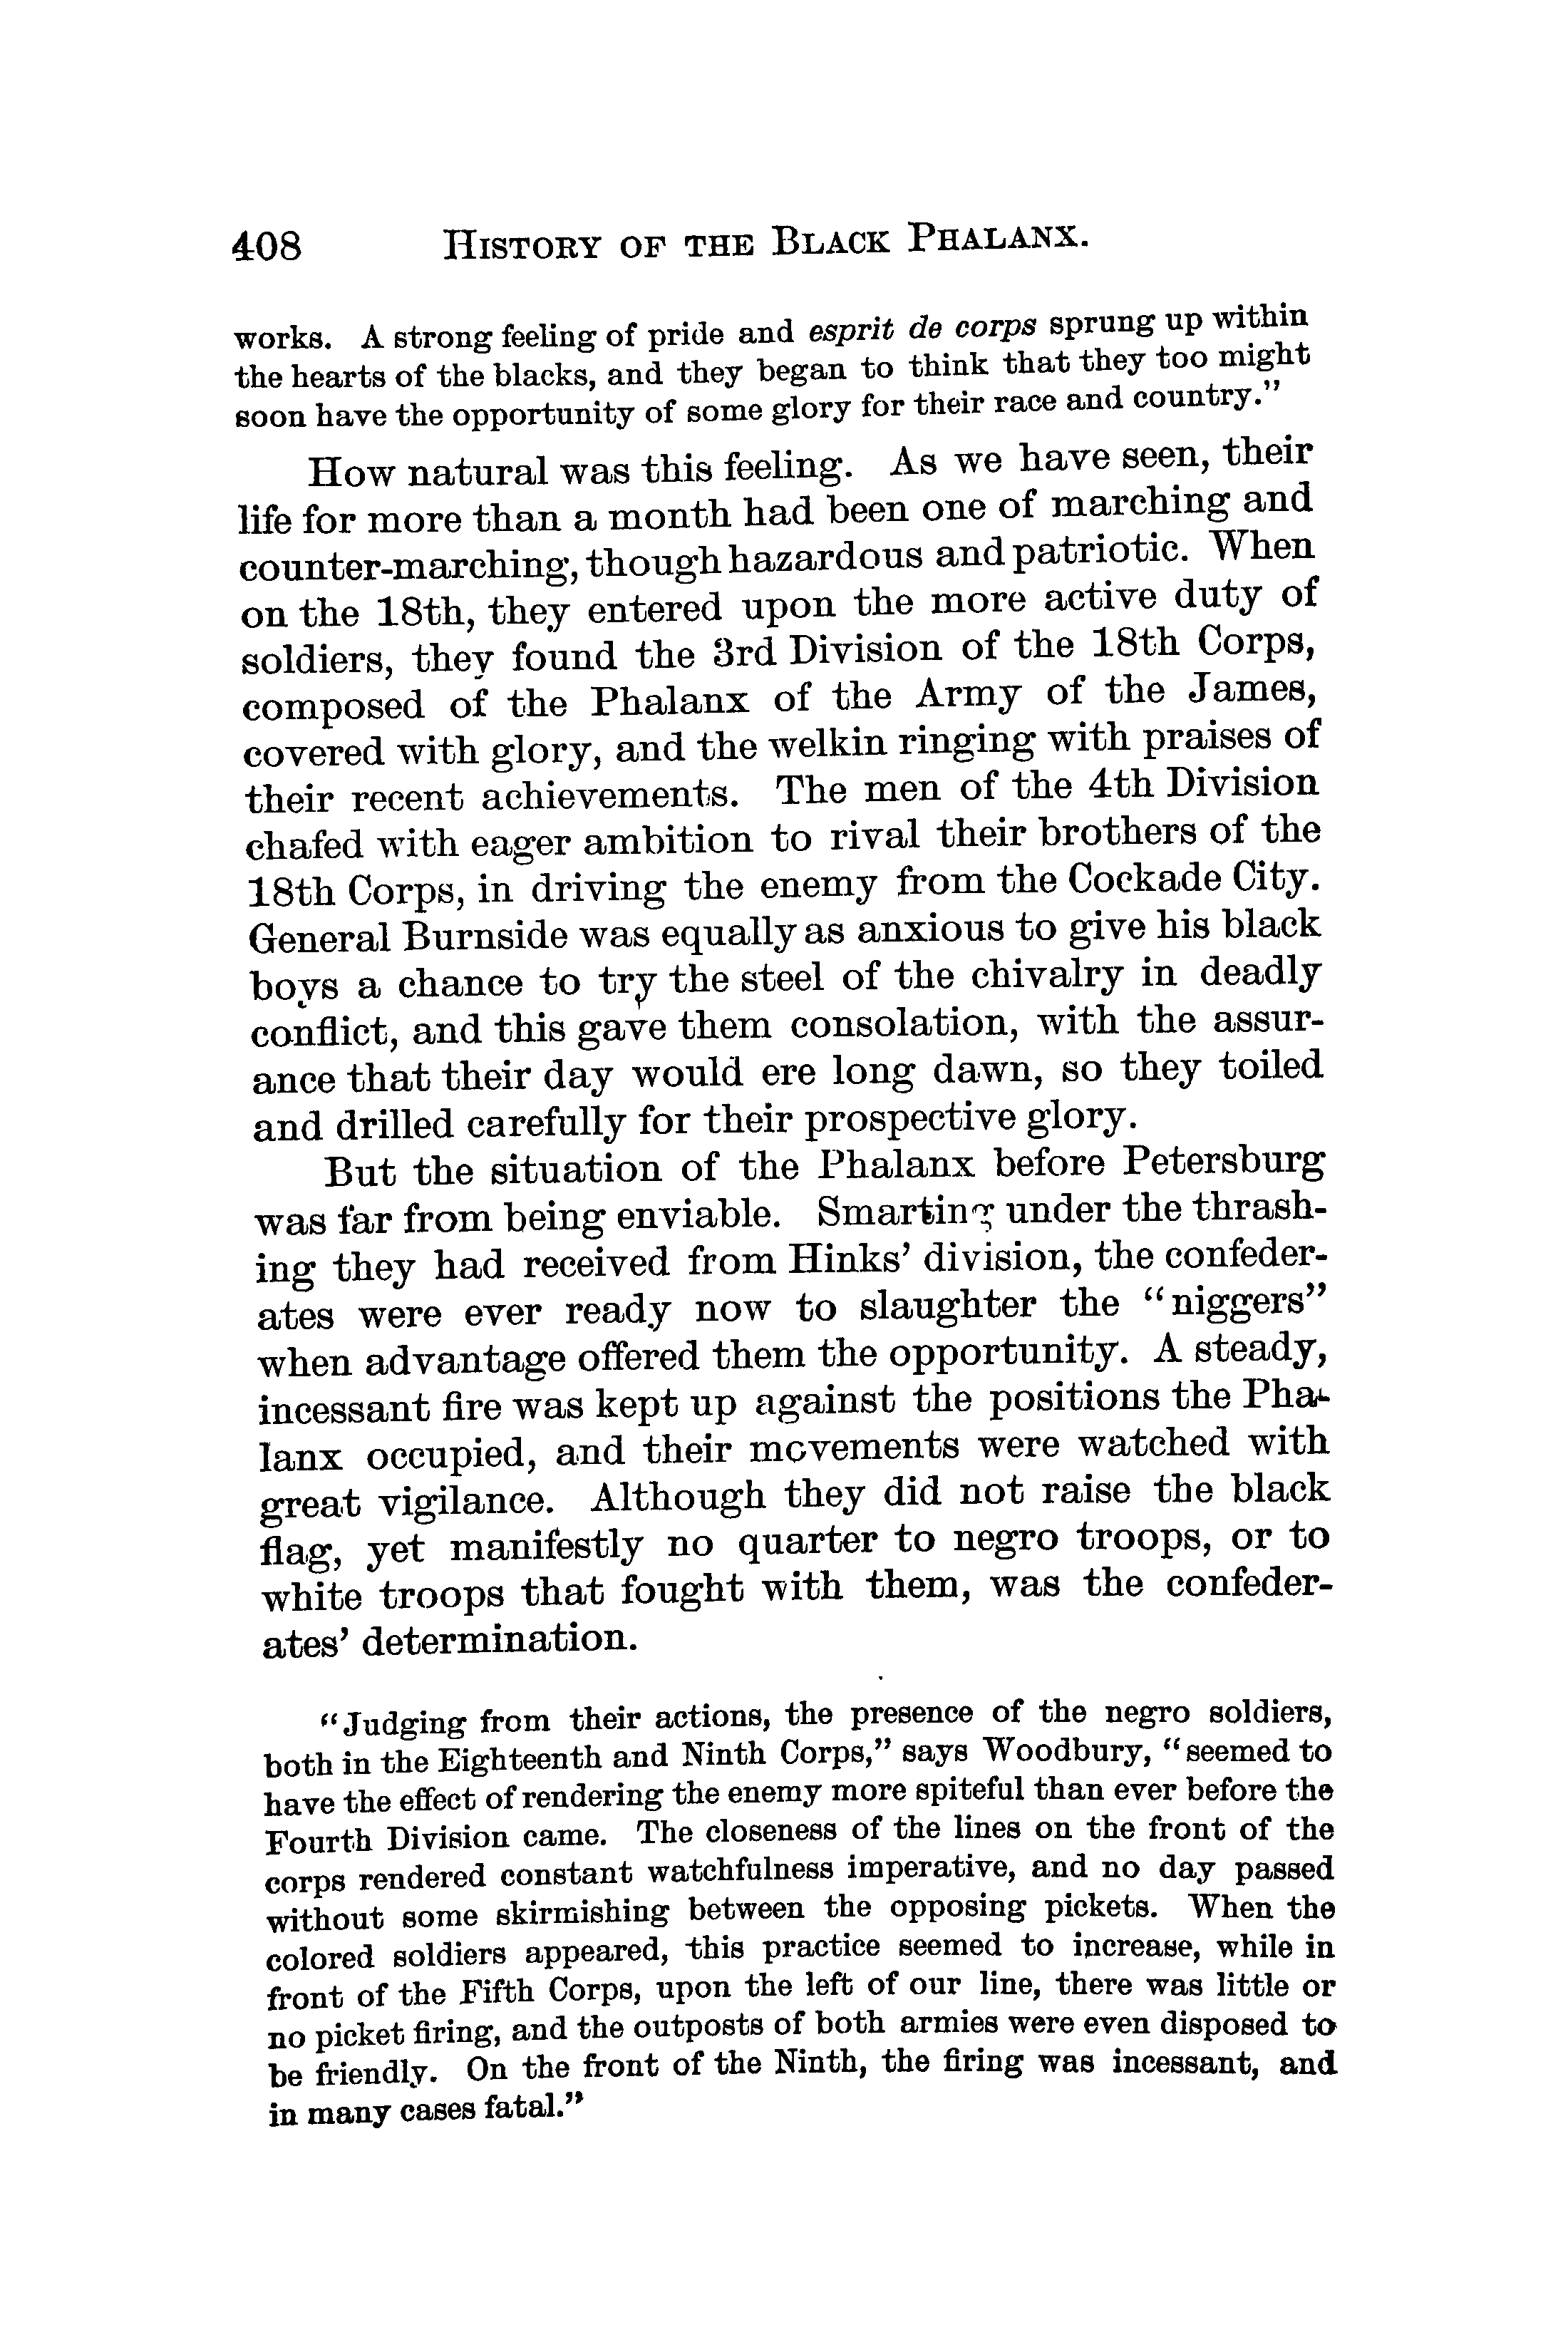 408 HISTORY OF THE BLACK PHALANX.
works. A strong feeling of pride and esprit de corps sprung up within
the hearts of the blacks, and they began to think that they too might
soon have the opportunity of some glory for their race and country."
How natural was this feeling. As we have seen, their
life for more than a month had been one of marching and
counter-marching, though hazardous and patriotic. When
on the 18th, they entered upon the more active duty of
soldiers, they found the 3rd Division of the 18th Corps,
composed of the Phalanx of the Army of the James,
covered with glory, and the welkin ringing with praises of
their recent achievements. The men of the 4th Division
chafed with eager ambition to rival their brothers of the
18th Corps, in driving the enemy from the Cockade City.
General Burnside was equally as anxious to give his black
boys a chance to try the steel of the chivalry in deadly
conflict, and this gave them consolation, with the assur-
ance that their day would ere long dawn, so they toiled
and drilled carefully for their prospective glory.
But the situation of the Phalanx before Petersburg
was far from being enviable. Smarting under the thrash-
ing they had received from Hinks' division, the confeder-
ates were ever ready now to slaughter the "niggers"
when advantage offered them the opportunity. A steady,
incessant fire was kept up against the positions the Pha-
lanx occupied, and their movements were watched with
great vigilance. Although they did not raise the black
flag, yet manifestly no quarter to negro troops, or to
white troops that fought with them, was the confeder-
ates' determination.
"Judging from their actions, the presence of the negro soldiers,
both in the Eighteenth and Ninth Corps," says Woodbury, "seemed to
have the effect of rendering the enemy more spiteful than ever before the
Fourth Division came. The closeness of the lines on the front of the
corps rendered constant watchfulness imperative, and no day passed
without some skirmishing between the opposing pickets. When the
colored soldiers appeared, this practice seemed to increase, while in
front of the Fifth Corps, upon the left of our line, there was little or
no picket firing, and the outposts of both armies were even disposed to
be friendly. On the front of the Ninth, the firing was incessant, and
in many cases fatal."